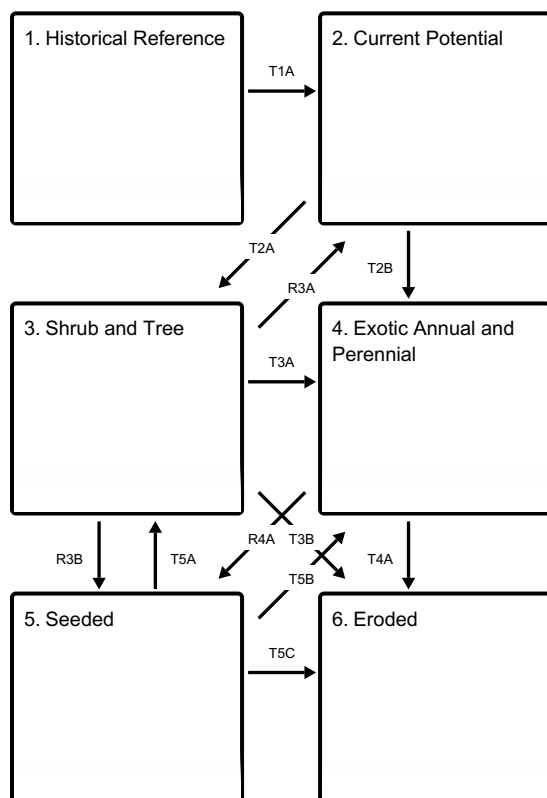 1. Historical Reference
2. Current Potential
T1A
T2A
R3A
T2B
3. Shrub and Tree
4. Exotic Annual and
Perennial
T3A
R3B
T5A
R4A
T3B
T5B
T4A
5. Seeded
6. Eroded
T5C